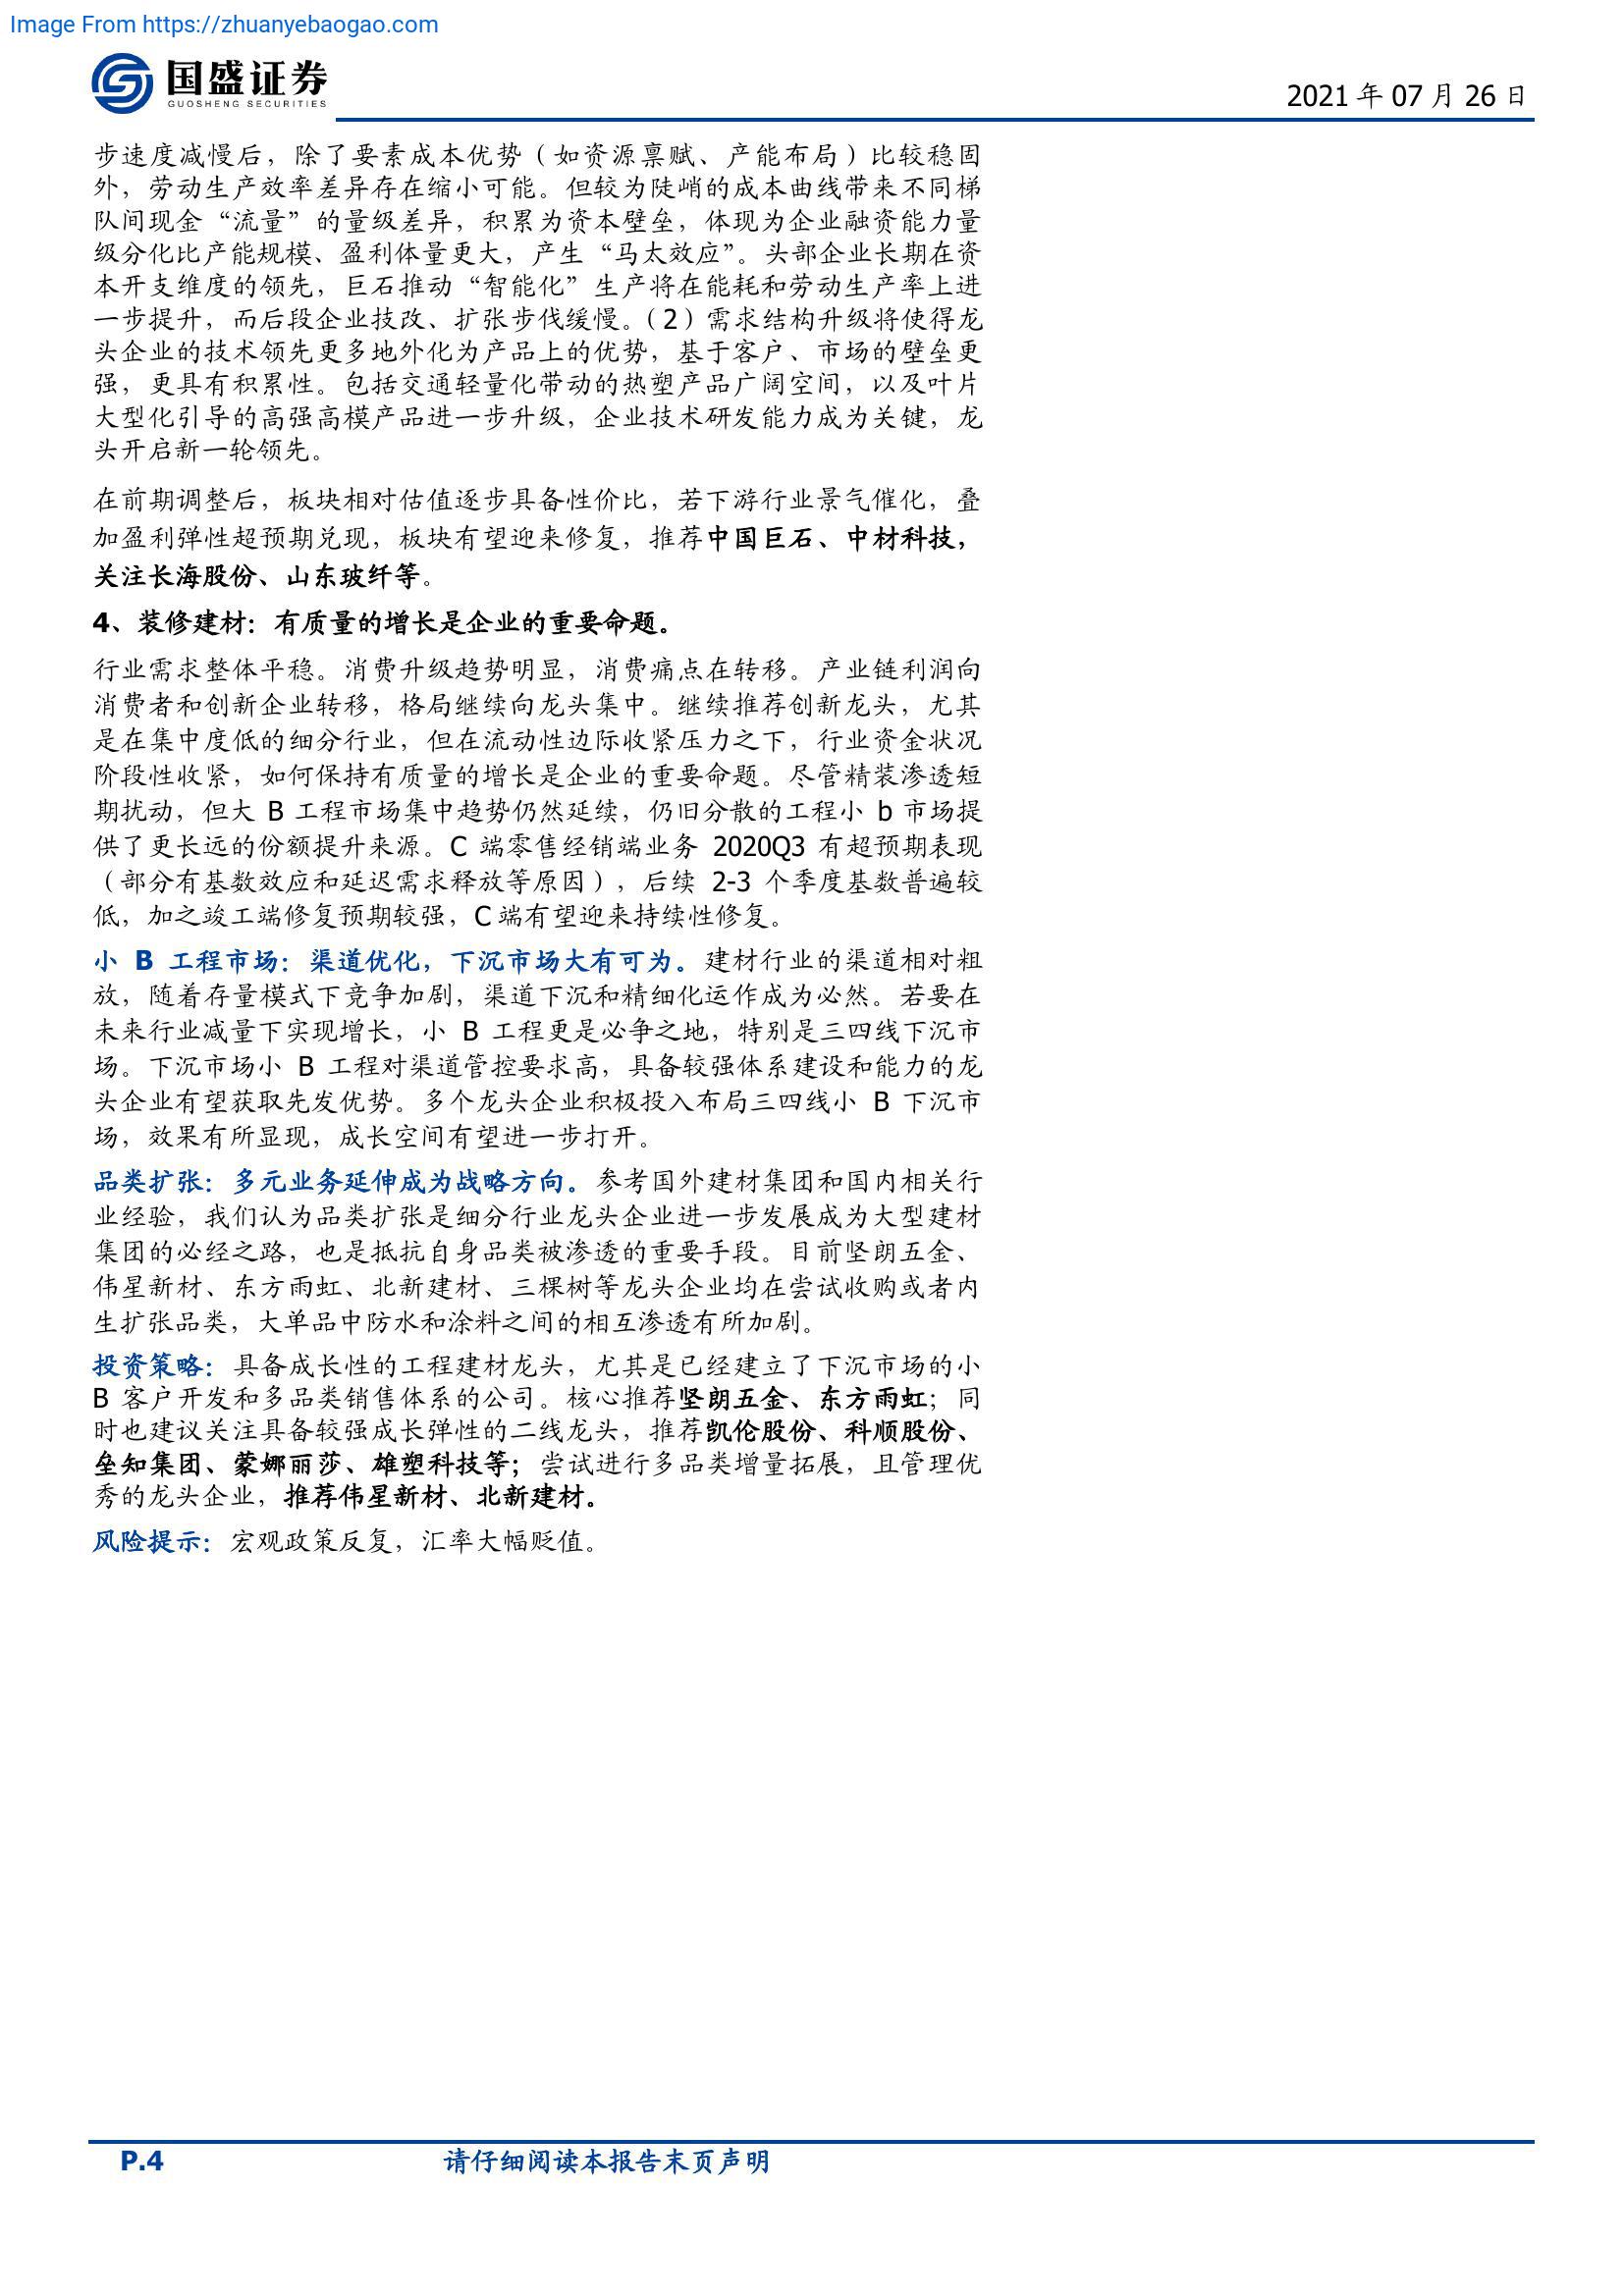 Image From https://zhuanyebaogao.com
国盛证券
GUOSHENG SECURITIES
2021 年 07 月 26 日
步速度减慢后，除了要素成本优势（如资源禀赋、产能布局）比较稳固
外，劳动生产效率差异存在缩小可能。但较为陡峭的成本曲线带来不同梯
队间现金“流量”的量级差异，积累为资本壁垒，体现为企业融资能力量
级分化比产能规模、盈利体量更大，产生“马太效应”。头部企业长期在资
本开支维度的领先，巨石推动“智能化”生产将在能耗和劳动生产率上进
一步提升，而后段企业技改、扩张步伐缓慢。（2）需求结构升级将使得龙
头企业的技术领先更多地外化为产品上的优势，基于客户、市场的壁垒更
强，更具有积累性。包括交通轻量化带动的热塑产品广阔空间，以及叶片
大型化引导的高强高模产品进一步升级，企业技术研发能力成为关键，龙
头开启新一轮领先。
在前期调整后，板块相对估值逐步具备性价比，若下游行业景气催化，叠
加盈利弹性超预期兑现，板块有望迎来修复，推荐中国巨石、中材科技，
关注长海股份、山东玻纤等。
4、装修建材：有质量的增长是企业的重要命题。
行业需求整体平稳。消费升级趋势明显，消费痛点在转移。产业链利润向
消费者和创新企业转移，格局继续向龙头集中。继续推荐创新龙头，尤其
是在集中度低的细分行业，但在流动性边际收紧压力之下，行业资金状况
阶段性收紧，如何保持有质量的增长是企业的重要命题。尽管精装渗透短
期扰动，但大 B 工程市场集中趋势仍然延续，仍旧分散的工程小 b 市场提
供了更长远的份额提升来源。C 端零售经销端业务 2020Q3 有超预期表现
（部分有基数效应和延迟需求释放等原因），后续 2-3 个季度基数普遍较
低，加之竣工端修复预期较强，C 端有望迎来持续性修复。
小 B 工程市场：渠道优化，下沉市场大有可为。建材行业的渠道相对粗
放，随着存量模式下竞争加剧，渠道下沉和精细化运作成为必然。若要在
未来行业减量下实现增长，小 B 工程更是必争之地，特别是三四线下沉市
场。下沉市场小 B 工程对渠道管控要求高，具备较强体系建设和能力的龙
头企业有望获取先发优势。多个龙头企业积极投入布局三四线小 B 下沉市
场，效果有所显现，成长空间有望进一步打开。
品类扩张：多元业务延伸成为战略方向。参考国外建材集团和国内相关行
业经验，我们认为品类扩张是细分行业龙头企业进一步发展成为大型建材
集团的必经之路，也是抵抗自身品类被渗透的重要手段。目前坚朗五金、
伟星新材、东方雨虹、北新建材、三棵树等龙头企业均在尝试收购或者内
生扩张品类，大单品中防水和涂料之间的相互渗透有所加剧。
投资策略：具备成长性的工程建材龙头，尤其是已经建立了下沉市场的小
B 客户开发和多品类销售体系的公司。核心推荐坚朗五金、东方雨虹；同
时也建议关注具备较强成长弹性的二线龙头，推荐凯伦股份、科顺股份、
垒知集团、蒙娜丽莎、雄塑科技等；尝试进行多品类增量拓展，且管理优
秀的龙头企业，推荐伟星新材、北新建材。
风险提示：宏观政策反复，汇率大幅贬值。
P.4
请仔细阅读本报告末页声明